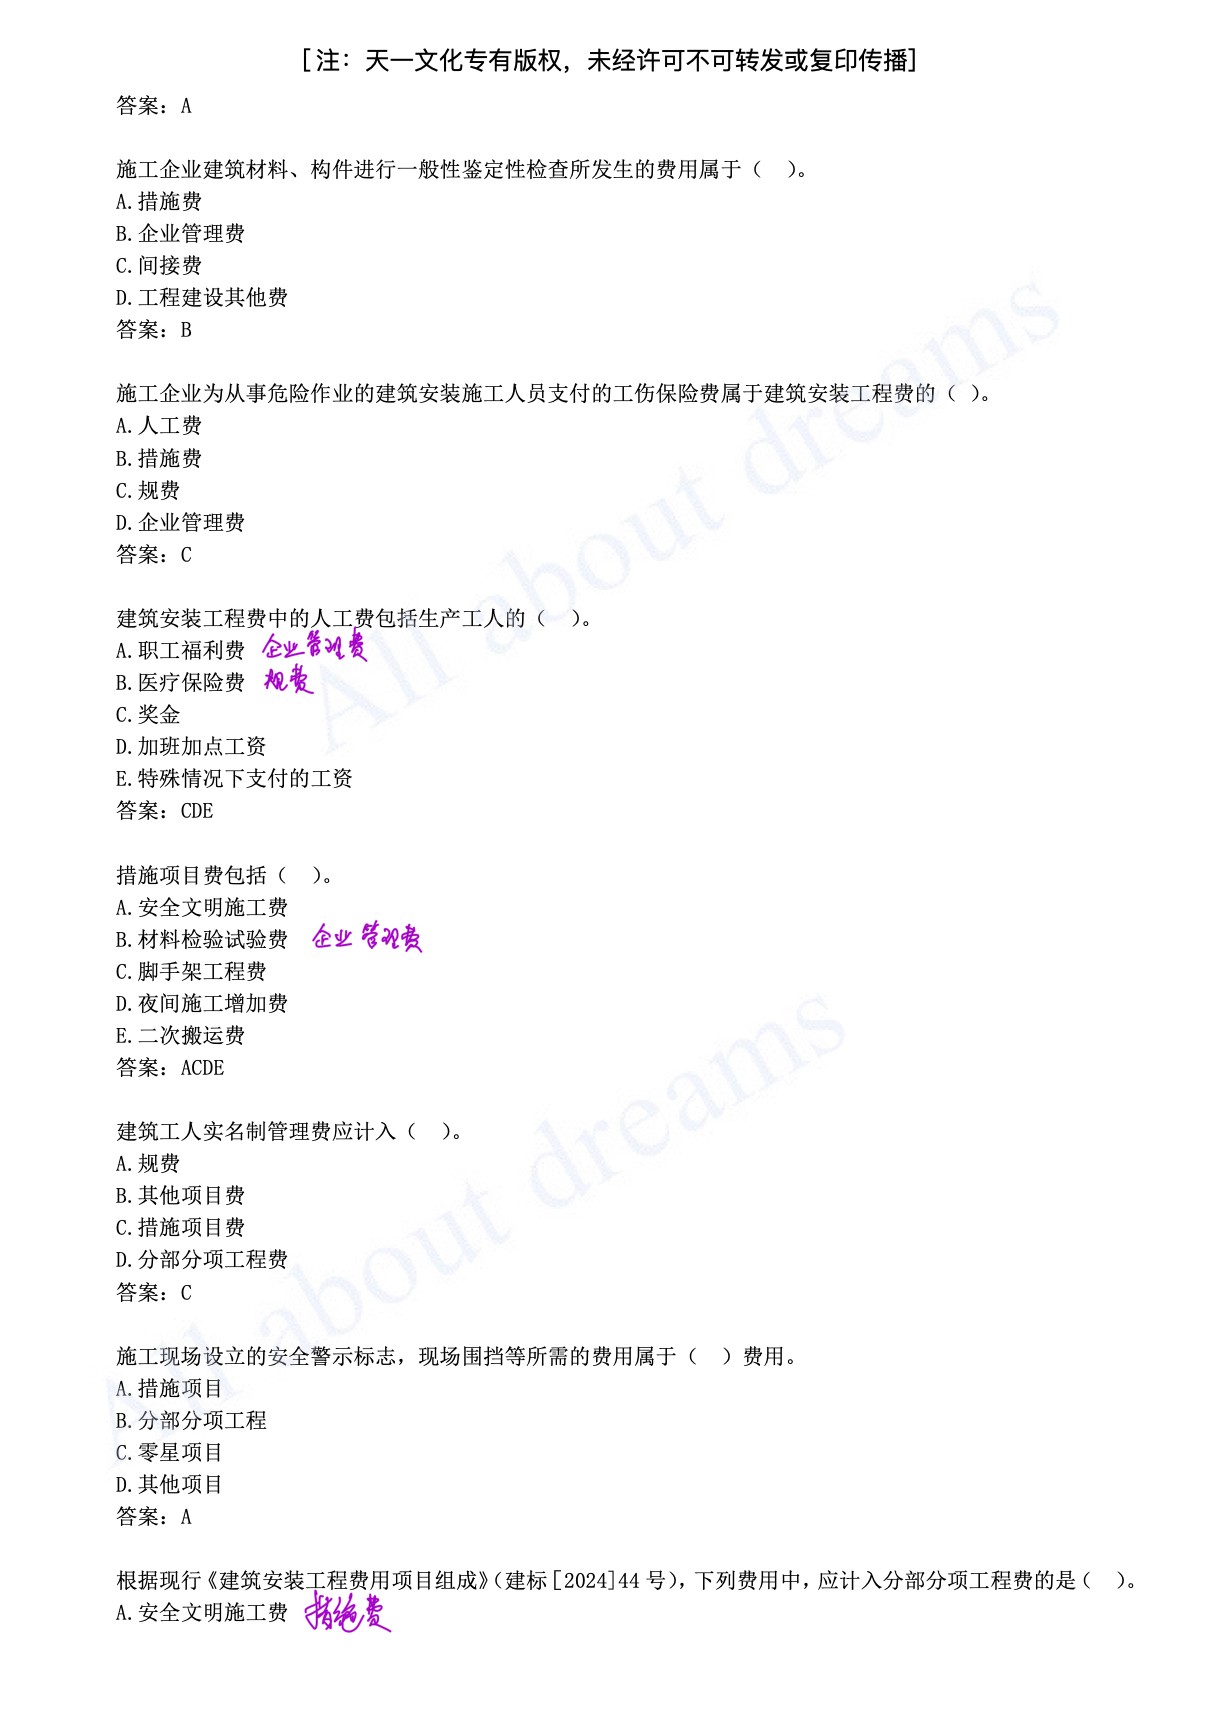 [注：天一文化专有版权，未经许可不可转发或复印传播]
答案：A
施工企业建筑材料、构件进行一般性鉴定性检查所发生的费用属于（ ）。
A.措施费
B.企业管理费
C.间接费
D.工程建设其他费
答案：B
施工企业为从事危险作业的建筑安装施工人员支付的工伤保险费属于建筑安装工程费的（ ）。
A.人工费
B.措施费
C.规费
D.企业管理费
答案：C
建筑安装工程费中的人工费包括生产工人的（ ）。
A.职工福利费 企业管理费
B.医疗保险费 规费
C.奖金
D.加班加点工资
E.特殊情况下支付的工资
答案：CDE
措施项目费包括（ ）。
A.安全文明施工费
B.材料检验试验费 企业管理费
C.脚手架工程费
D.夜间施工增加费
E.二次搬运费
答案：ACDE
建筑工人实名制管理费应计入（ ）。
A.规费
B.其他项目费
C.措施项目费
D.分部分项工程费
答案：C
施工现场设立的安全警示标志，现场围挡等所需的费用属于（ ）费用。
A.措施项目
B.分部分项工程
C.零星项目
D.其他项目
答案：A
根据现行《建筑安装工程费用项目组成》（建标[2024]44 号），下列费用中，应计入分部分项工程费的是（ ）。
A.安全文明施工费 措施费
All about dreams
All about dreams